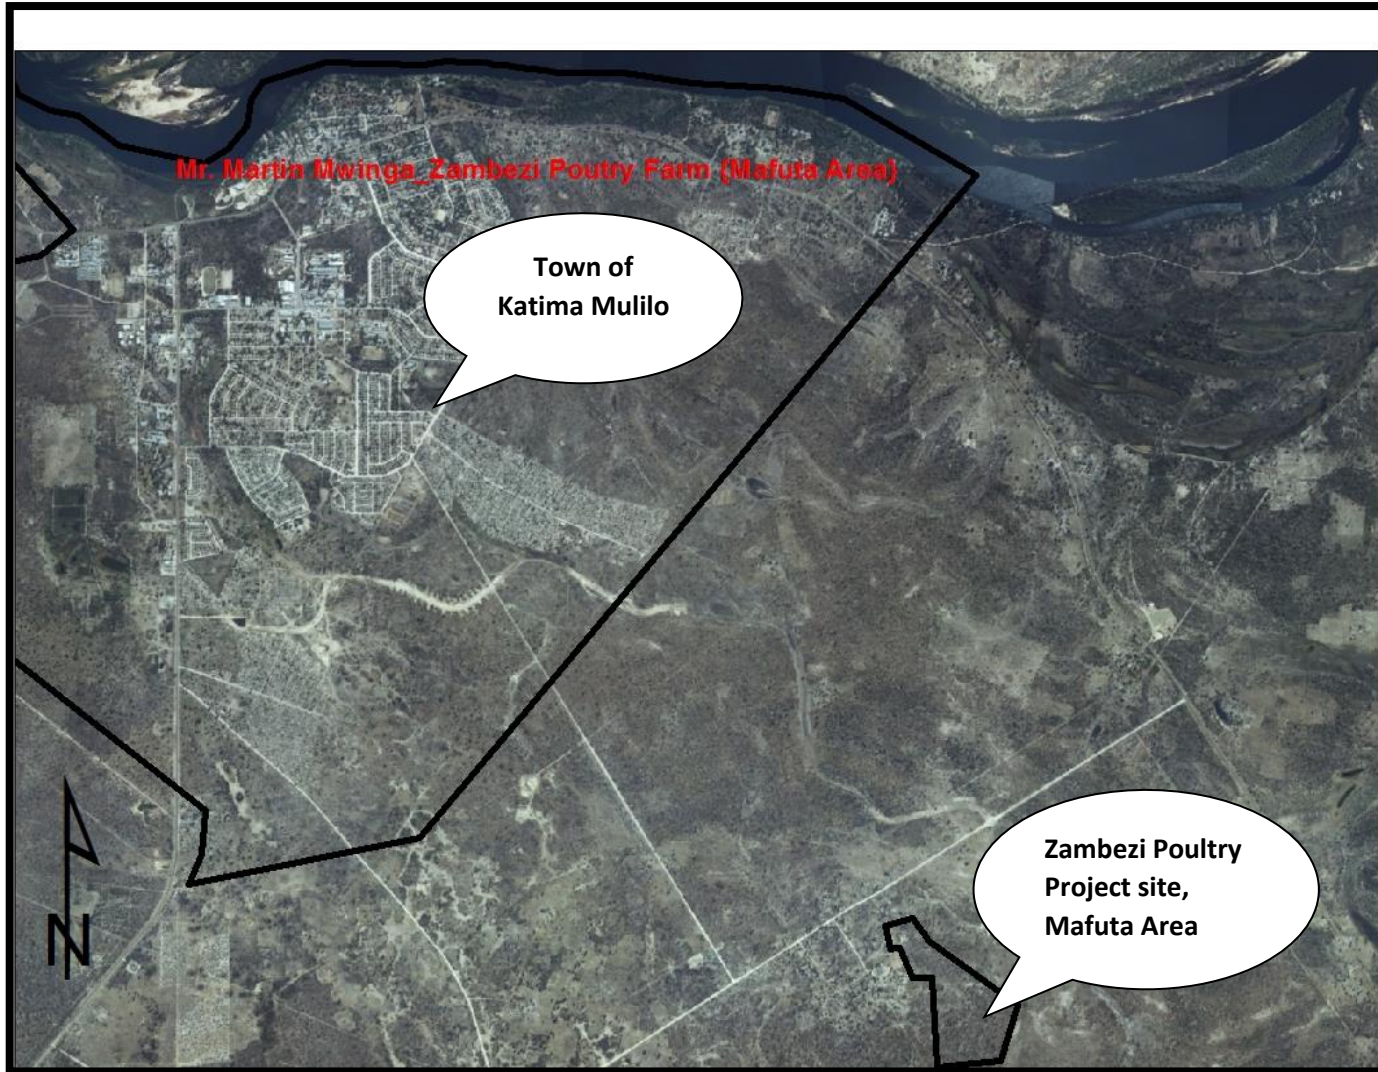 Mr. Martin Mwinga_Zambezi Poutry Farm (Mafuta Area)
Town of
Katima Mulilo
Zambezi Poultry
Project site,
Mafuta Area
N